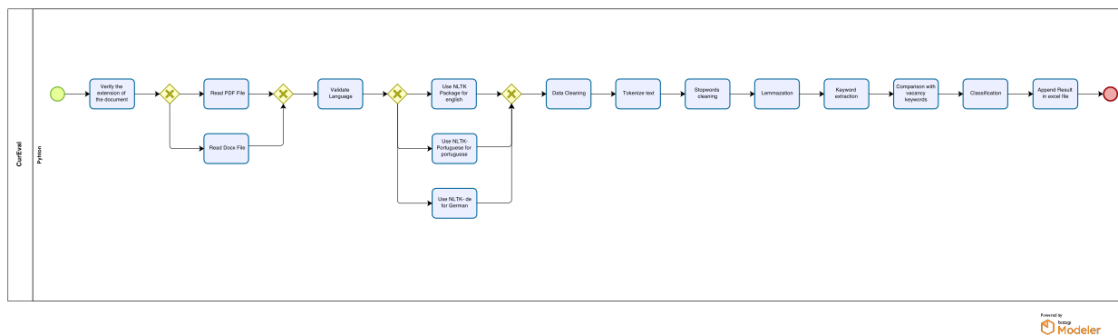 CurEval
Python
Verify the
extension of
the document
Read PDF File
Read Docx File
Validate
Language
Use NLTK
Package for
english
Use NLTK-
Portuguese for
portuguese
Use NLTK- de
for German
Data Cleaning
Tokenize text
Stopwords
cleaning
Lemmazation
Keyword
extraction
Comparison with
vacancy
keywords
Classification
Append Result
in excel file
Powered by
bizagi
Modeler